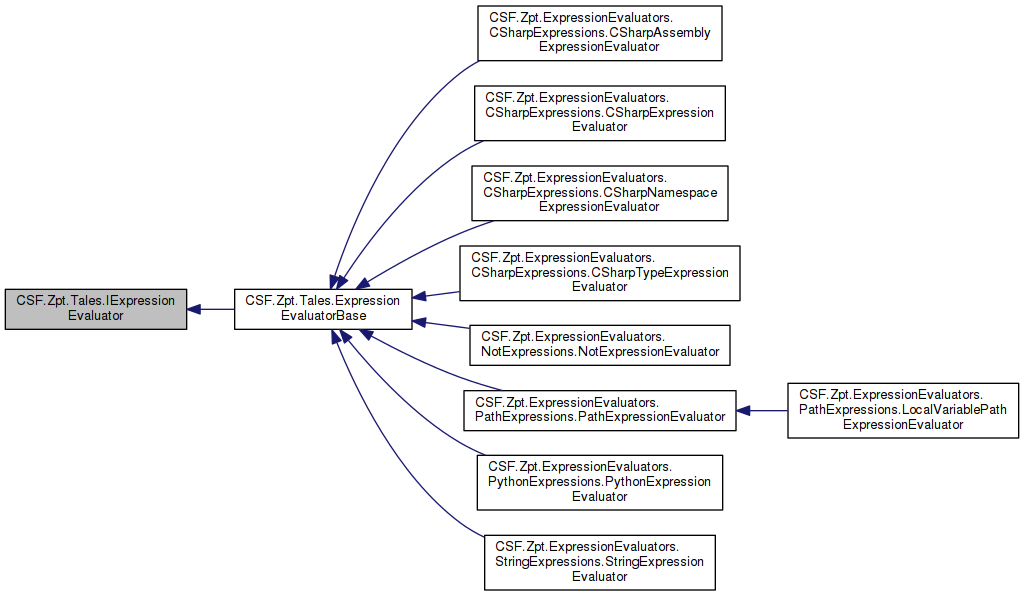 CSF.Zpt.ExpressionEvaluators.
CSharpExpressions.CSharpAssembly
ExpressionEvaluator
CSF.Zpt.ExpressionEvaluators.
CSharpExpressions.CSharpExpression
Evaluator
CSF.Zpt.ExpressionEvaluators.
CSharpExpressions.CSharpNamespace
ExpressionEvaluator
CSF.Zpt.ExpressionEvaluators.
CSharpExpressions.CSharpTypeExpression
Evaluator
CSF.Zpt.Tales.IExpression
Evaluator
CSF.Zpt.Tales.Expression
EvaluatorBase
CSF.Zpt.ExpressionEvaluators.
NotExpressions.NotExpressionEvaluator
CSF.Zpt.ExpressionEvaluators.
PathExpressions.PathExpressionEvaluator
CSF.Zpt.ExpressionEvaluators.
PathExpressions.LocalVariablePath
ExpressionEvaluator
CSF.Zpt.ExpressionEvaluators.
PythonExpressions.PythonExpression
Evaluator
CSF.Zpt.ExpressionEvaluators.
StringExpressions.StringExpression
Evaluator